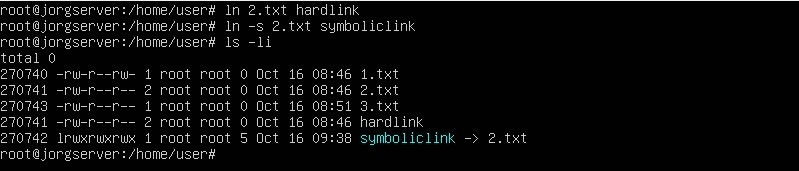 root@jorgserver:/home/user# ln 2.txt hardlink
root@jorgserver:/home/user# ln -s 2.txt symboliclink
root@jorgserver:/home/user# ls -li
total 0
270740 -rw-r--rw- 1 root root 0 Oct 16 08:46 1.txt
270741 -rw-r--r-- 2 root root 0 Oct 16 08:46 2.txt
270743 -rw-r--r-- 1 root root 0 Oct 16 08:51 3.txt
270741 -rw-r--r-- 2 root root 0 Oct 16 08:46 hardlink
270742 lrwxrwxrwx 1 root root 5 Oct 16 09:38 symboliclink -> 2.txt
root@jorgserver:/home/user#